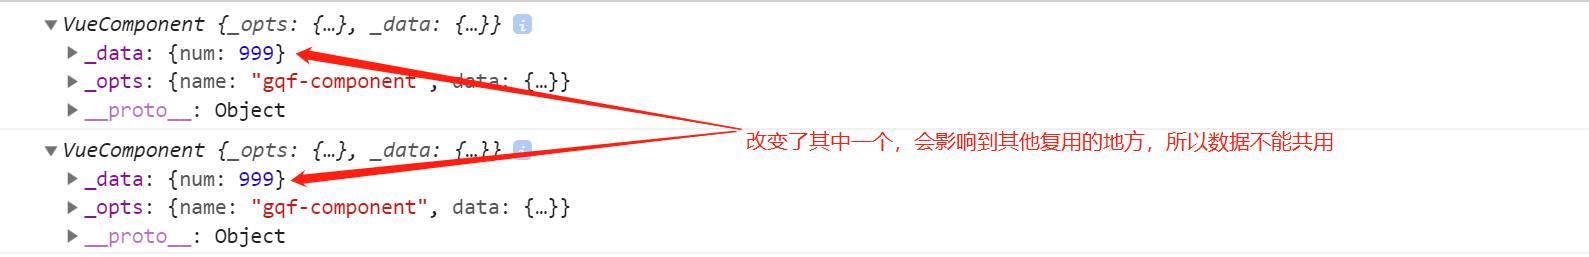 VueComponent {_opts: {…}, _data: {…}} i
_data: {num: 999}
_opts: {name: "gqf-component", data: {…}}
__proto__: Object
改变了其中一个，会影响到其他复用的地方，所以数据不能共用
VueComponent {_opts: {…}, _data: {…}} i
_data: {num: 999}
_opts: {name: "gqf-component", data: {…}}
__proto__: Object